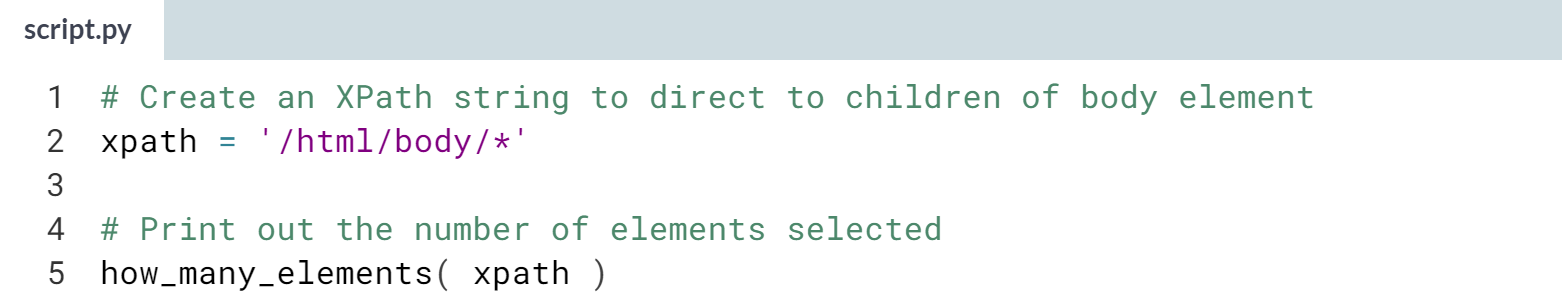 script.py
1 # Create an XPath string to direct to children of body element
2 xpath = '/html/body/*'
3
4 # Print out the number of elements selected
5 how_many_elements( xpath )